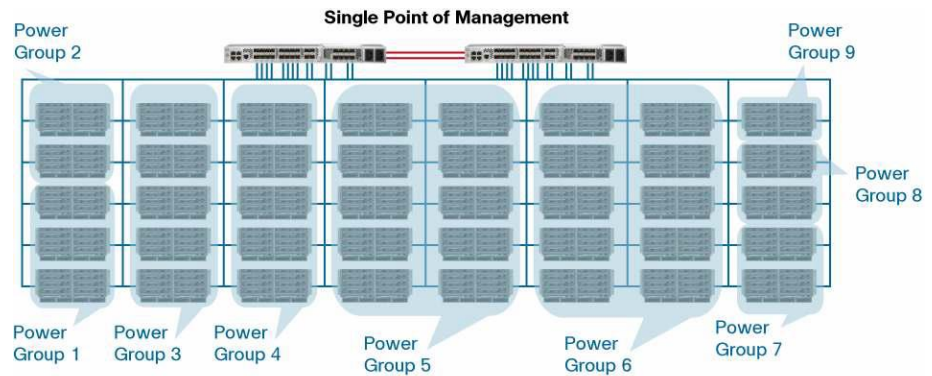 Single Point of Management
Power
Group 2
Power
Group 9
Power
Group 8
Power
Group 1
Power
Group 3
Power
Group 4
Power
Group 5
Power
Group 6
Power
Group 7